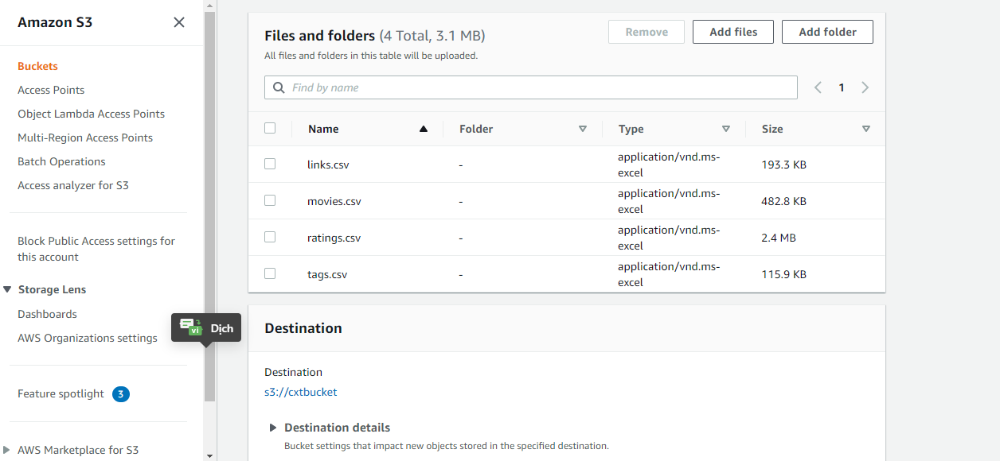 Amazon S3
Buckets
Access Points
Object Lambda Access Points
Multi-Region Access Points
Batch Operations
Access analyzer for S3
Block Public Access settings for
this account
Storage Lens
Dashboards
AWS Organizations settings
Feature spotlight 3
AWS Marketplace for S3
vi Dịch
Files and folders (4 Total, 3.1 MB)
Remove Add files Add folder
All files and folders in this table will be uploaded.
Find by name
1
Name Folder Type Size
links.csv - application/vnd.ms-
excel 193.3 KB
movies.csv - application/vnd.ms-
excel 482.8 KB
ratings.csv - application/vnd.ms-
excel 2.4 MB
tags.csv - application/vnd.ms-
excel 115.9 KB
Destination
Destination
s3://cxtbucket
Destination details
Bucket settings that impact new objects stored in the specified destination.